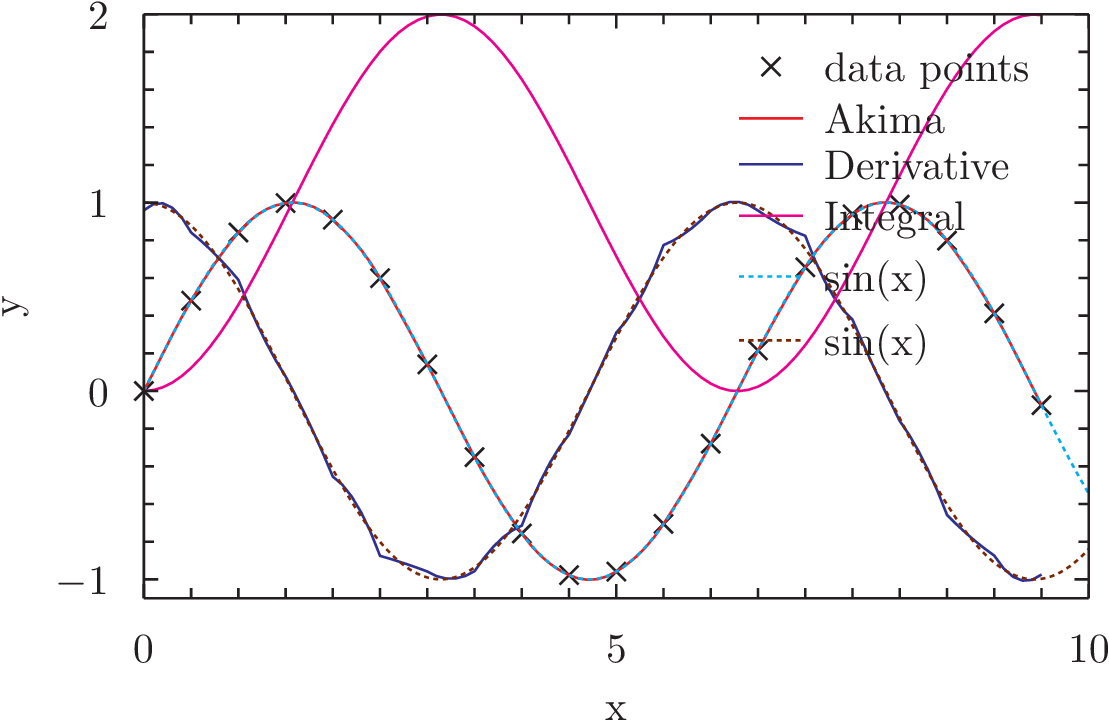 2
1
0
−1
y
0
5
10
x
data points
Akima
Derivative
Integral
sin(x)
sin(x)